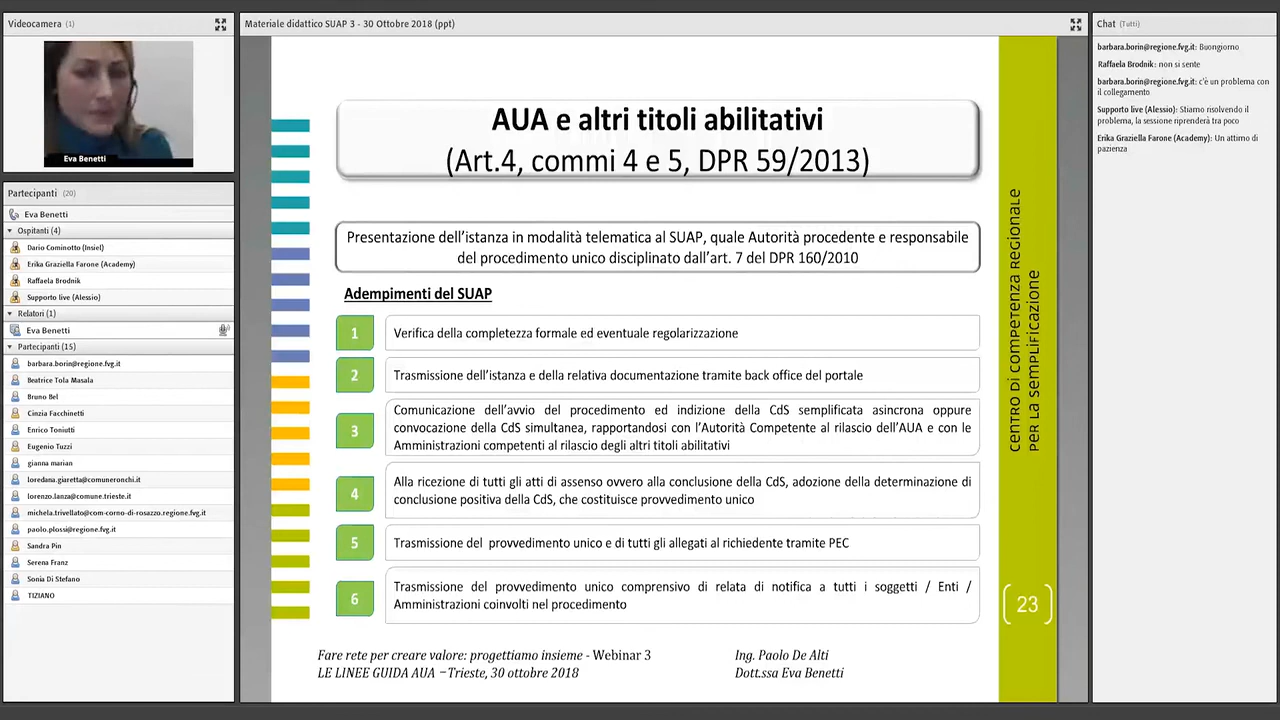 Videocamera (1)
Eva Benetti
Partecipanti (20)
Eva Benetti
Ospitanti (4)
Dario Cominotto (Insiel)
Erika Graziella Farone (Academy)
Raffaela Brodnik
Supporto live (Alessio)
Relatori (1)
Eva Benetti
Partecipanti (15)
barbara.borin@regione.fvg.it
Beatrice Tola Masala
Bruno Bel
Cinzia Facchinetti
Enrico Toniutti
Eugenio Tuzzi
gianna marian
loredana.giaretta@comuneronchi.it
lorenzo.lanza@comune.trieste.it
michela.trivellato@com-corno-di-rosazzo.regione.fvg.it
paolo.plossi@regione.fvg.it
Sandra Pin
Serena Franz
Sonia Di Stefano
TIZIANO
Materiale didattico SUAP 3 - 30 Ottobre 2018 (ppt)
AUA e altri titoli abilitativi
(Art.4, commi 4 e 5, DPR 59/2013)
Presentazione dell'istanza in modalità telematica al SUAP, quale Autorità procedente e responsabile
del procedimento unico disciplinato dall'art. 7 del DPR 160/2010
Adempimenti del SUAP
1 Verifica della completezza formale ed eventuale regolarizzazione
2 Trasmissione dell'istanza e della relativa documentazione tramite back office del portale
Comunicazione dell'avvio del procedimento ed indizione della CdS semplificata asincrona oppure
3 convocazione della CdS simultanea, rapportandosi con l'Autorità Competente al rilascio dell'AUA e con le
Amministrazioni competenti al rilascio degli altri titoli abilitativi
4 Alla ricezione di tutti gli atti di assenso ovvero alla conclusione della CdS, adozione della determinazione di
conclusione positiva della CdS, che costituisce provvedimento unico
5 Trasmissione del provvedimento unico e di tutti gli allegati al richiedente tramite PEC
6 Trasmissione del provvedimento unico comprensivo di relata di notifica a tutti i soggetti / Enti /
Amministrazioni coinvolti nel procedimento
Fare rete per creare valore: progettiamo insieme - Webinar 3
LE LINEE GUIDA AUA –Trieste, 30 ottobre 2018
Ing. Paolo De Alti
Dott.ssa Eva Benetti
CENTRO DI COMPETENZA REGIONALE
PER LA SEMPLIFICAZIONE
23
Chat (Tutti)
barbara.borin@regione.fvg.it: Buongiorno
Raffaela Brodnik: non si sente
barbara.borin@regione.fvg.it: c'è un problema con
il collegamento
Supporto live (Alessio): Stiamo risolvendo il
problema, la sessione riprenderà tra poco
Erika Graziella Farone (Academy): Un attimo di
pazienza